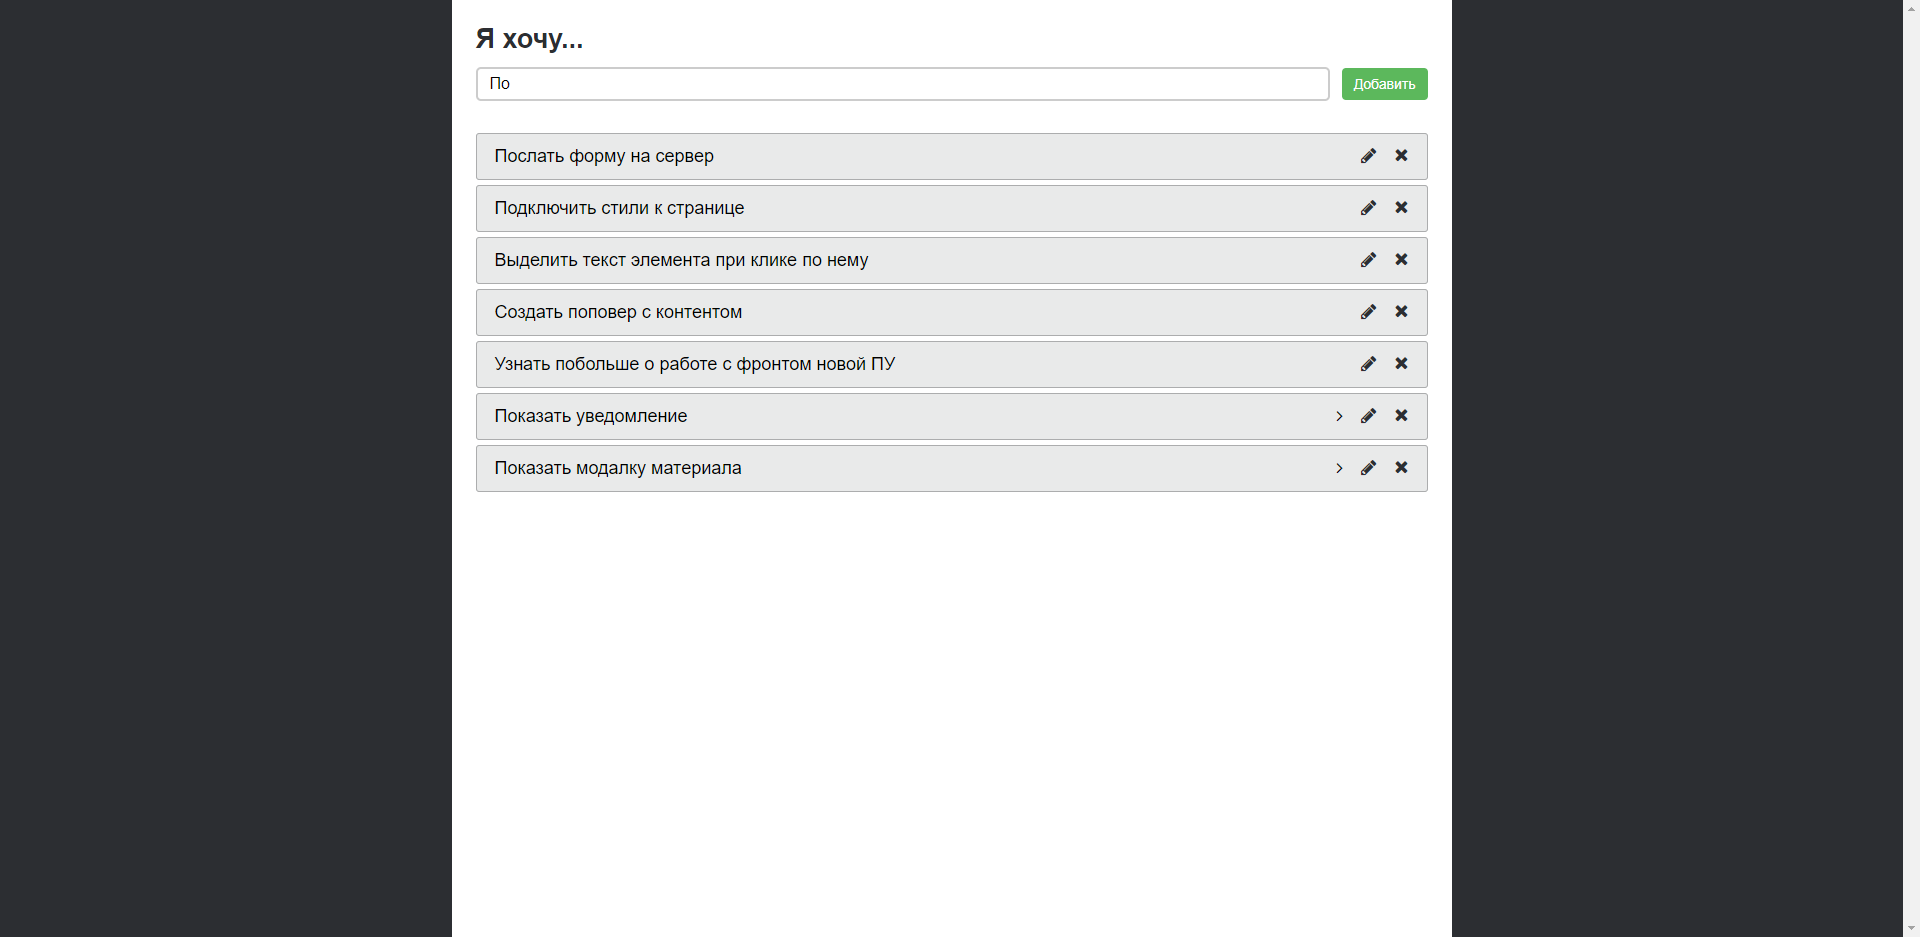 Я хочу...
По
Добавить
Послать форму на сервер
Подключить стили к странице
Выделить текст элемента при клике по нему
Создать поповер с контентом
Узнать побольше о работе с фронтом новой ПУ
Показать уведомление
Показать модалку материала